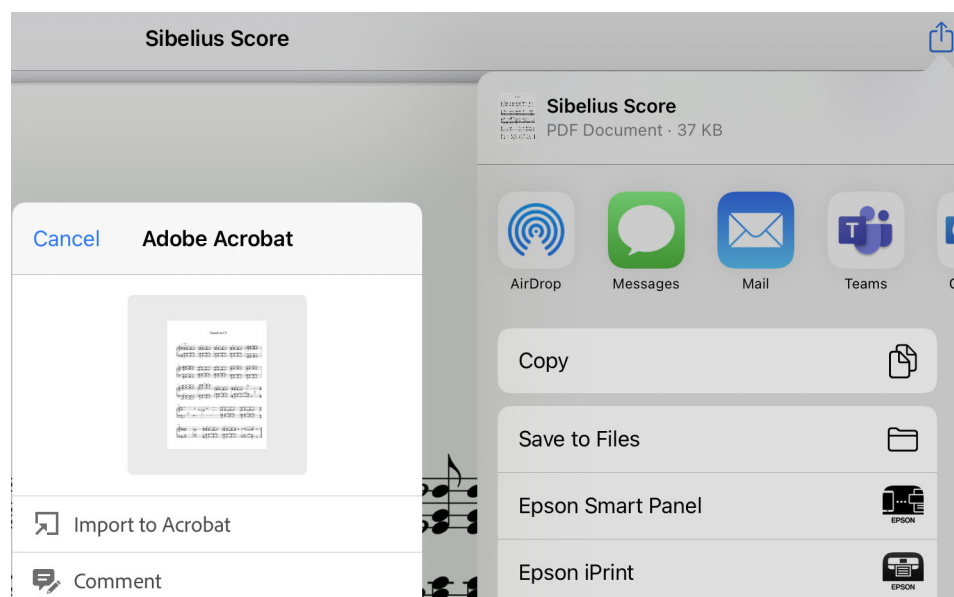 Sibelius Score
Sibelius Score
PDF Document · 37 KB
AirDrop
Messages
Mail
Teams
Copy
Save to Files
Epson Smart Panel
EPSON
Epson iPrint
EPSON
Cancel
Adobe Acrobat
Import to Acrobat
Comment